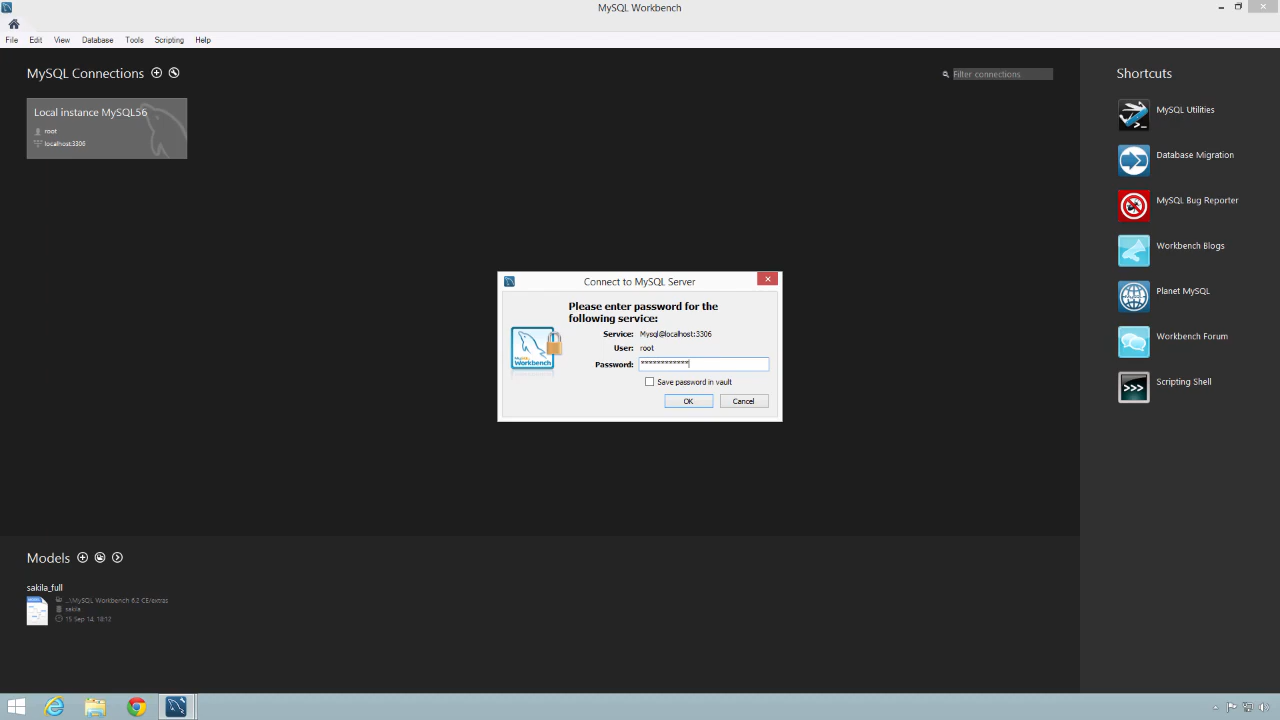 MySQL Workbench
File Edit View Database Tools Scripting Help
MySQL Connections
Filter connections
Local instance MySQL56
root
localhost:3306
Shortcuts
MySQL Utilities
Database Migration
MySQL Bug Reporter
Workbench Blogs
Planet MySQL
Workbench Forum
>>>
Scripting Shell
Connect to MySQL Server
Please enter password for the
following service:
Service: Mysql@localhost:3306
User: root
Password: ************
MySQL
Workbench
Save password in vault
OK Cancel
Models
sakila_full
...\MySQL Workbench 6.2 CE/extras
sakila
15 Sep 14, 18:12